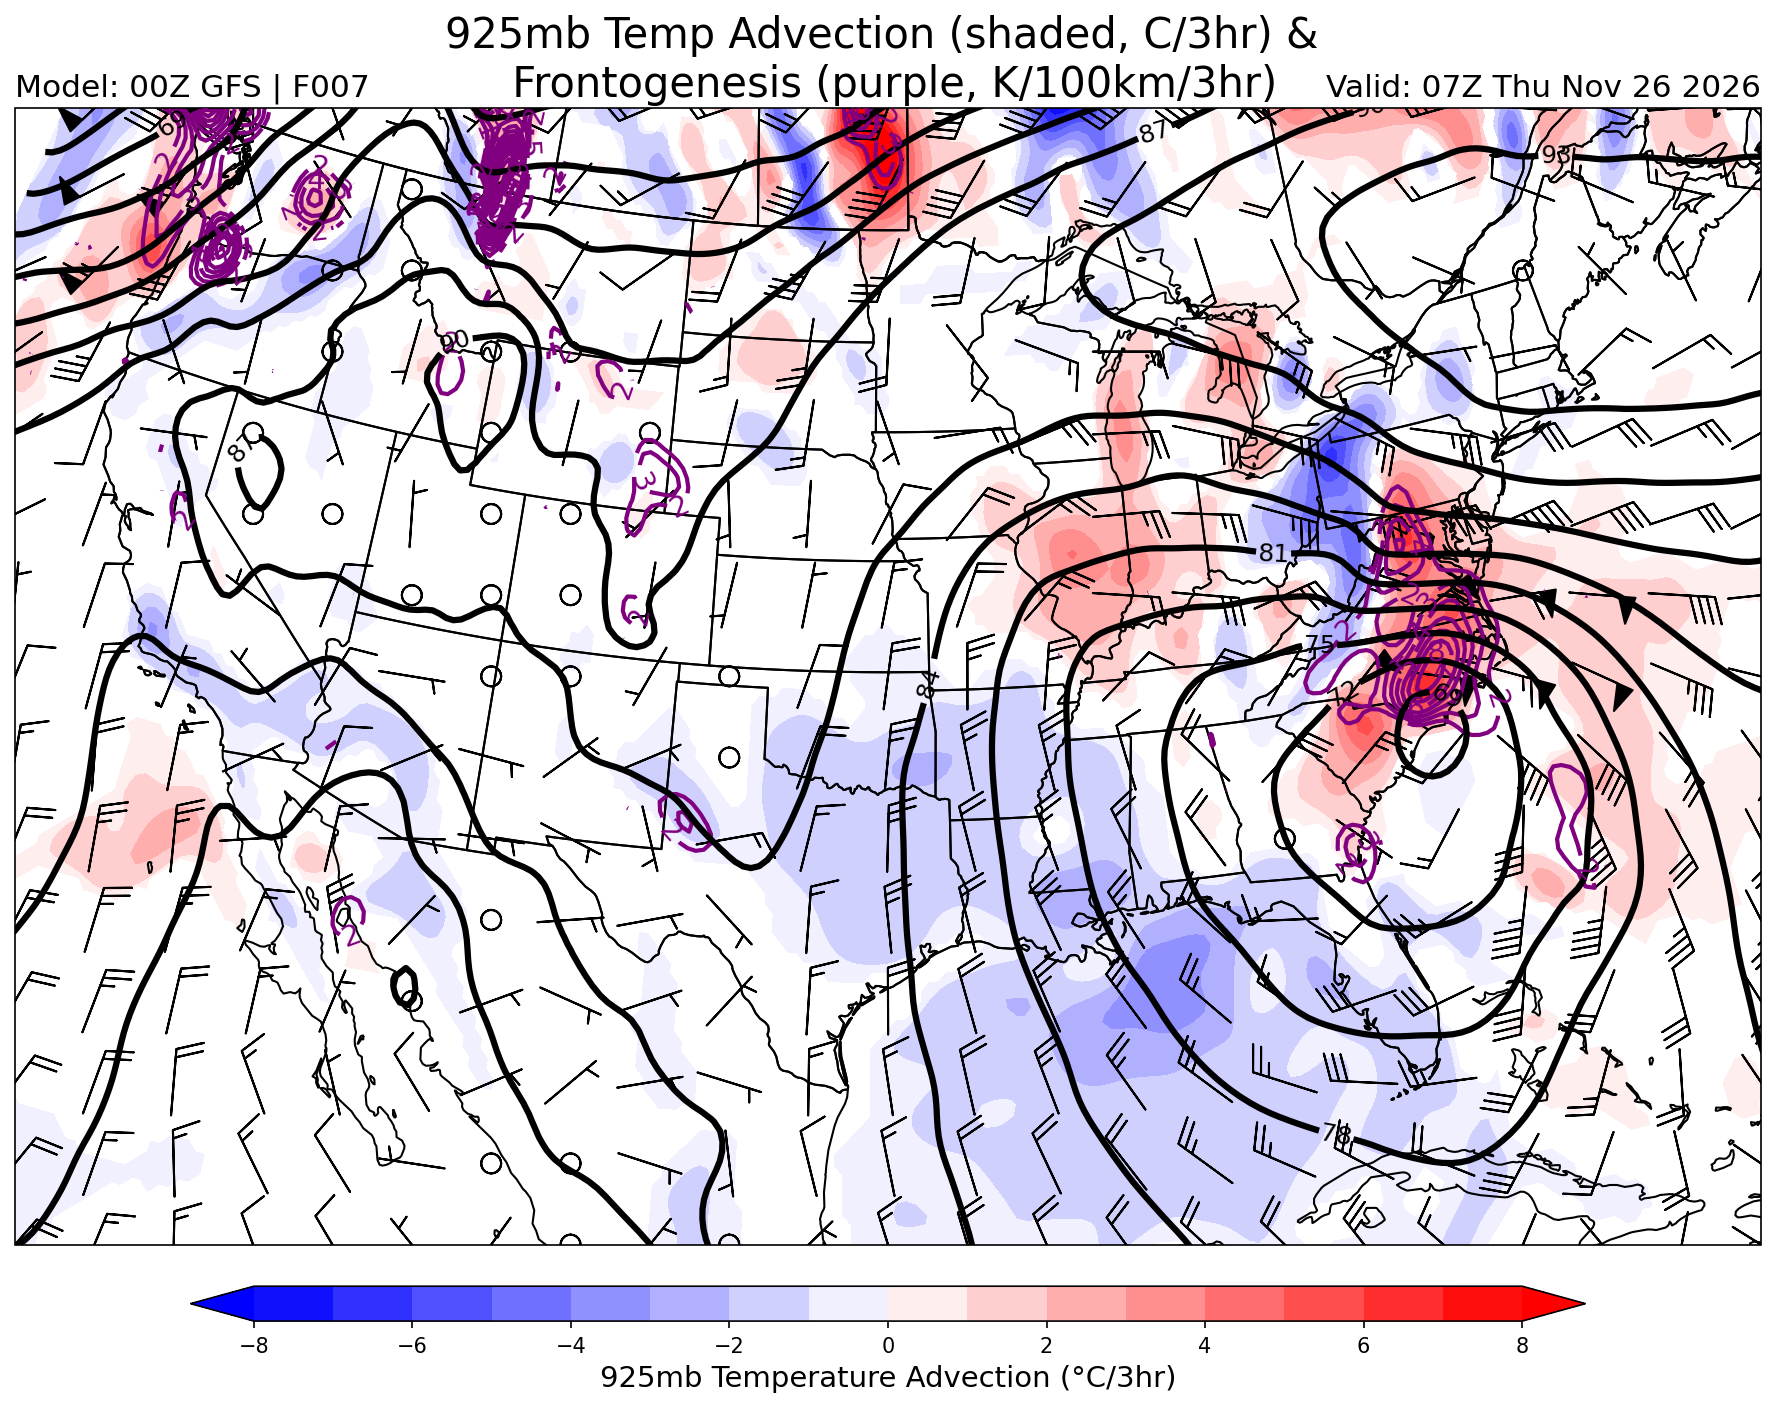 925mb Temp Advection (shaded, C/3hr) &
Model: 00Z GFS | F007
Frontogenesis (purple, K/100km/3hr)
Valid: 07Z Thu Nov 26 2026
87
93
90
87
81
75
84
78
−8 −6 −4 −2 0 2 4 6 8
925mb Temperature Advection (°C/3hr)